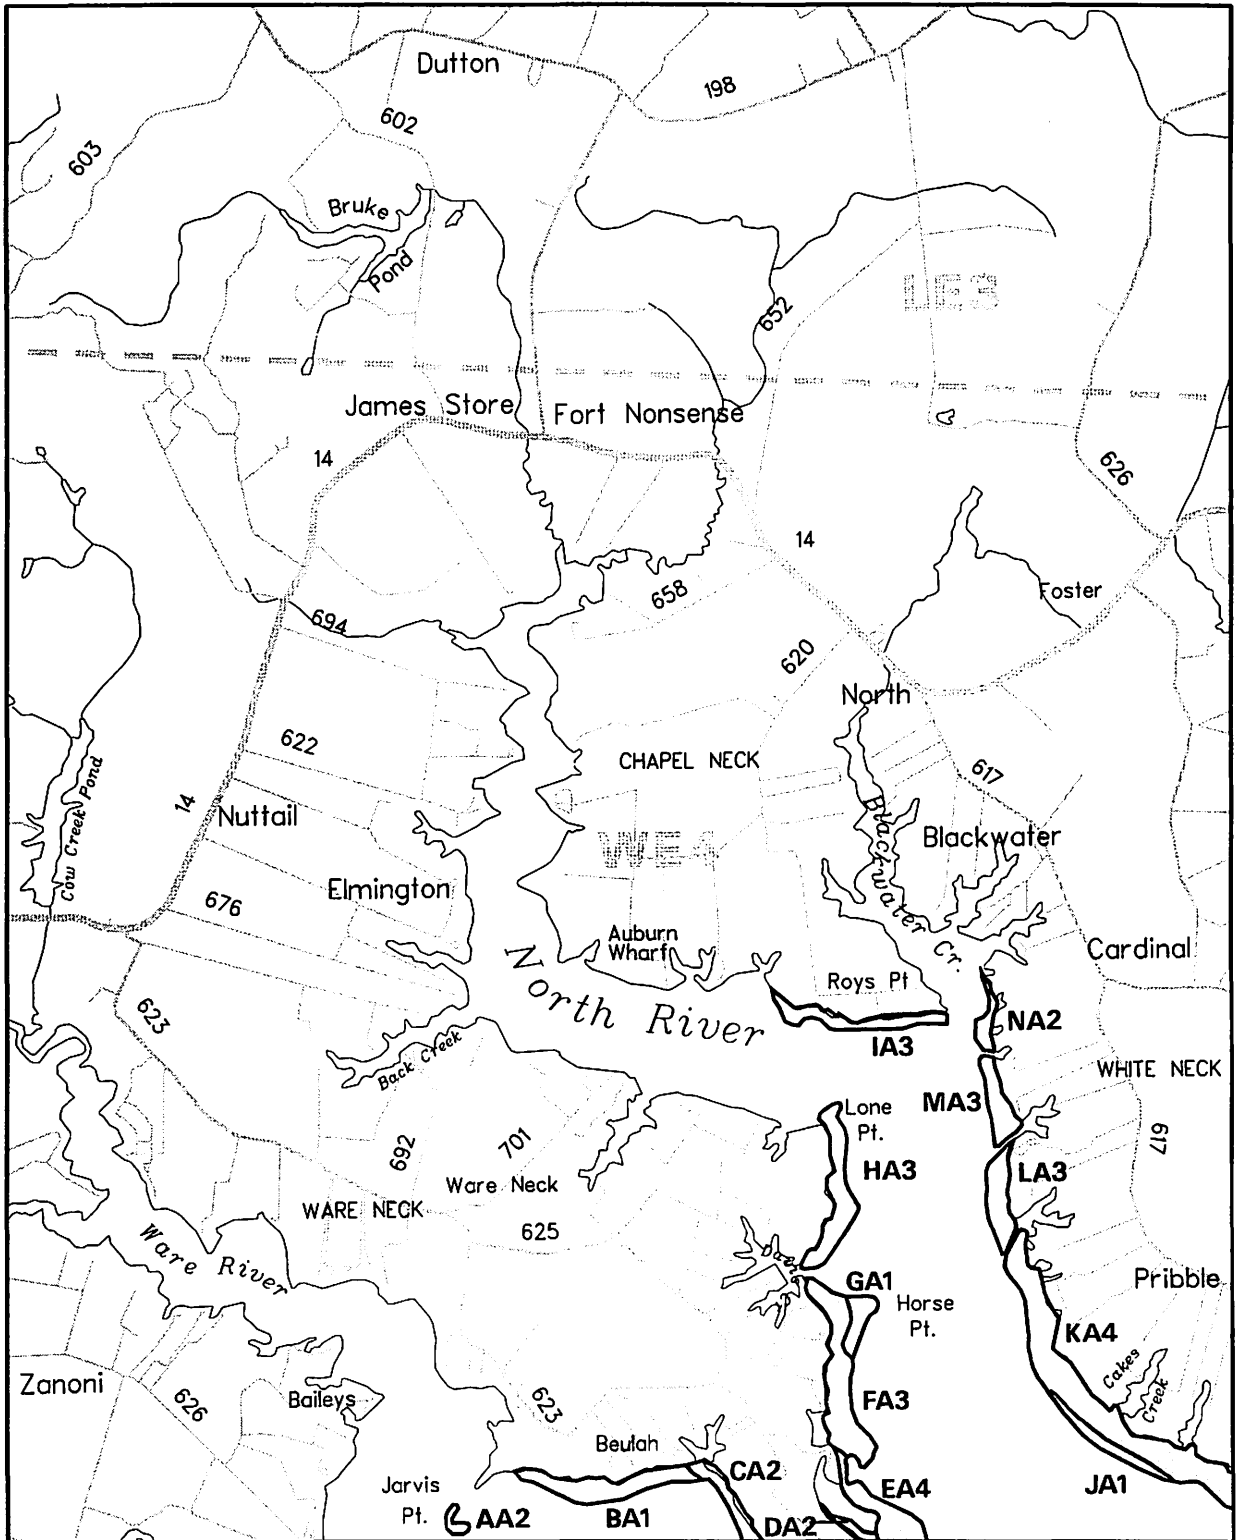 Dutton
198
602
603
Bruke
Pond
652
James Store
Fort Nonsense
14
626
14
Foster
658
694
620
North
622
CHAPEL NECK
617
Cow Creek Pond
14
Nuttail
WE4
Blackwater Cr.
Blackwater
Elmington
676
Auburn
Wharf
Cardinal
North River
Roys Pt
623
NA2
IA3
Back Creek
WHITE NECK
MA3
Lone
Pt.
617
692
701
HA3
LA3
Ware Neck
WARE NECK
625
Ware River
Pribble
GA1
Horse
Pt.
KA4
Zanoni
Cakes
Creek
626
Baileys
623
FA3
Beulah
CA2
Jarvis
Pt.
AA2
BA1
DA2
EA4
JA1